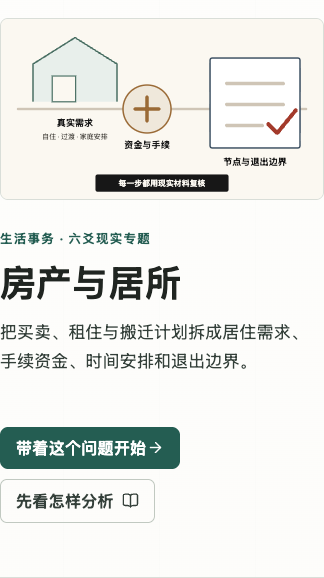 真实需求
自住 · 过渡 · 家庭安排
资金与手续
节点与退出边界
每一步都用现实材料复核
生活事务 · 六爻现实专题
房产与居所
把买卖、租住与搬迁计划拆成居住需求、
手续资金、时间安排和退出边界。
带着这个问题开始→
先看怎样分析